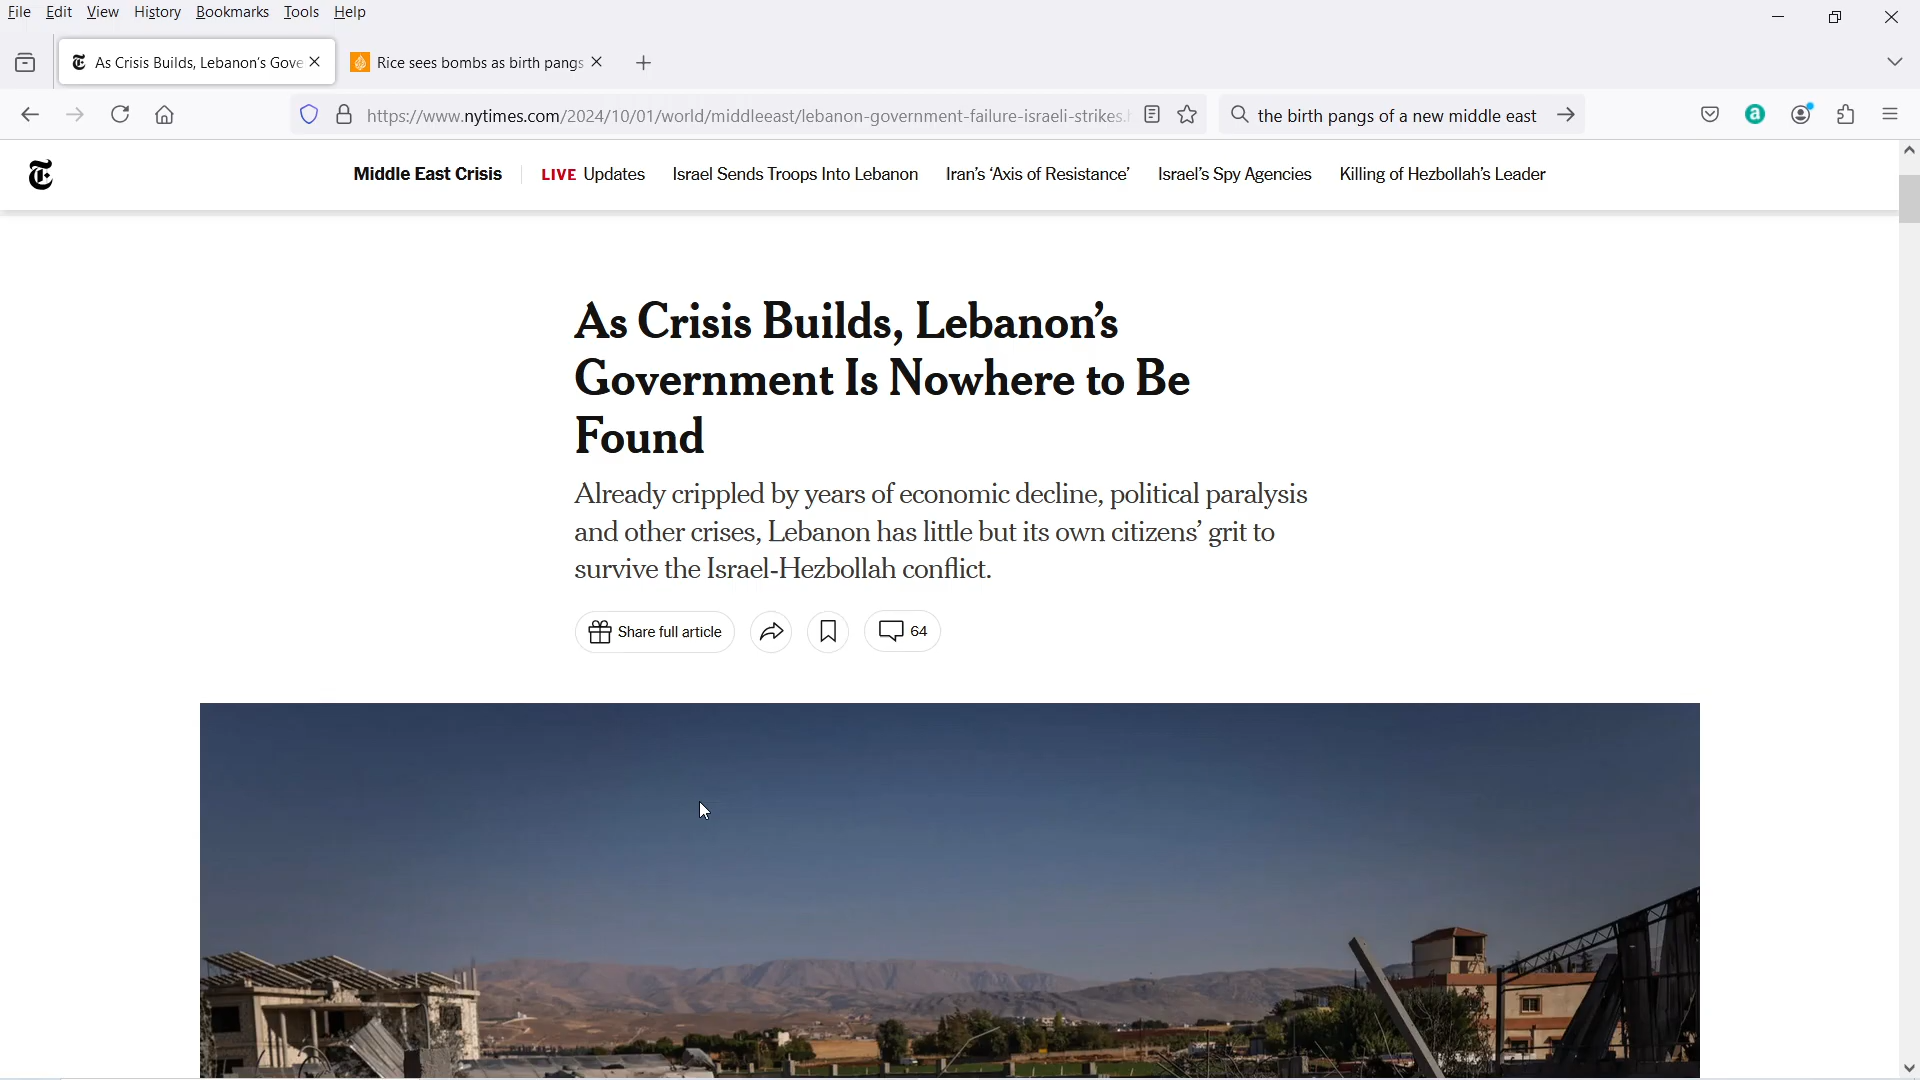 File Edit View History Bookmarks Tools Help
As Crisis Builds, Lebanon's Gove
Rice sees bombs as birth pangs
https://www.nytimes.com/2024/10/01/world/middleeast/lebanon-government-failure-israeli-strikes.
the birth pangs of a new middle east
Middle East Crisis LIVE Updates Israel Sends Troops Into Lebanon Iran's ‘Axis of Resistance’ Israel's Spy Agencies Killing of Hezbollah's Leader
As Crisis Builds, Lebanon’s
Government Is Nowhere to Be
Found
Already crippled by years of economic decline, political paralysis
and other crises, Lebanon has little but its own citizens’ grit to
survive the Israel-Hezbollah conflict.
Share full article 64